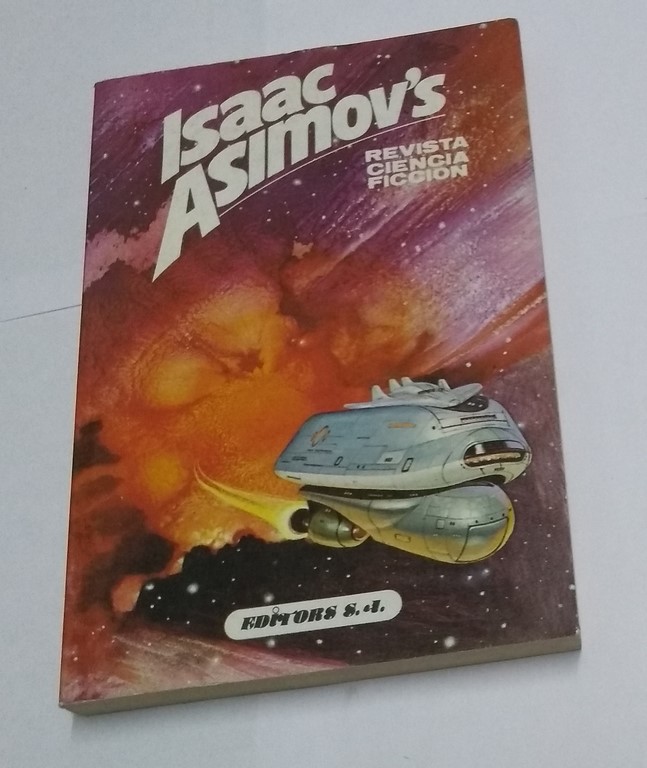 Isaac
Asimov's
REVISTA
CIENCIA
FICCION
EDITORS S.A.